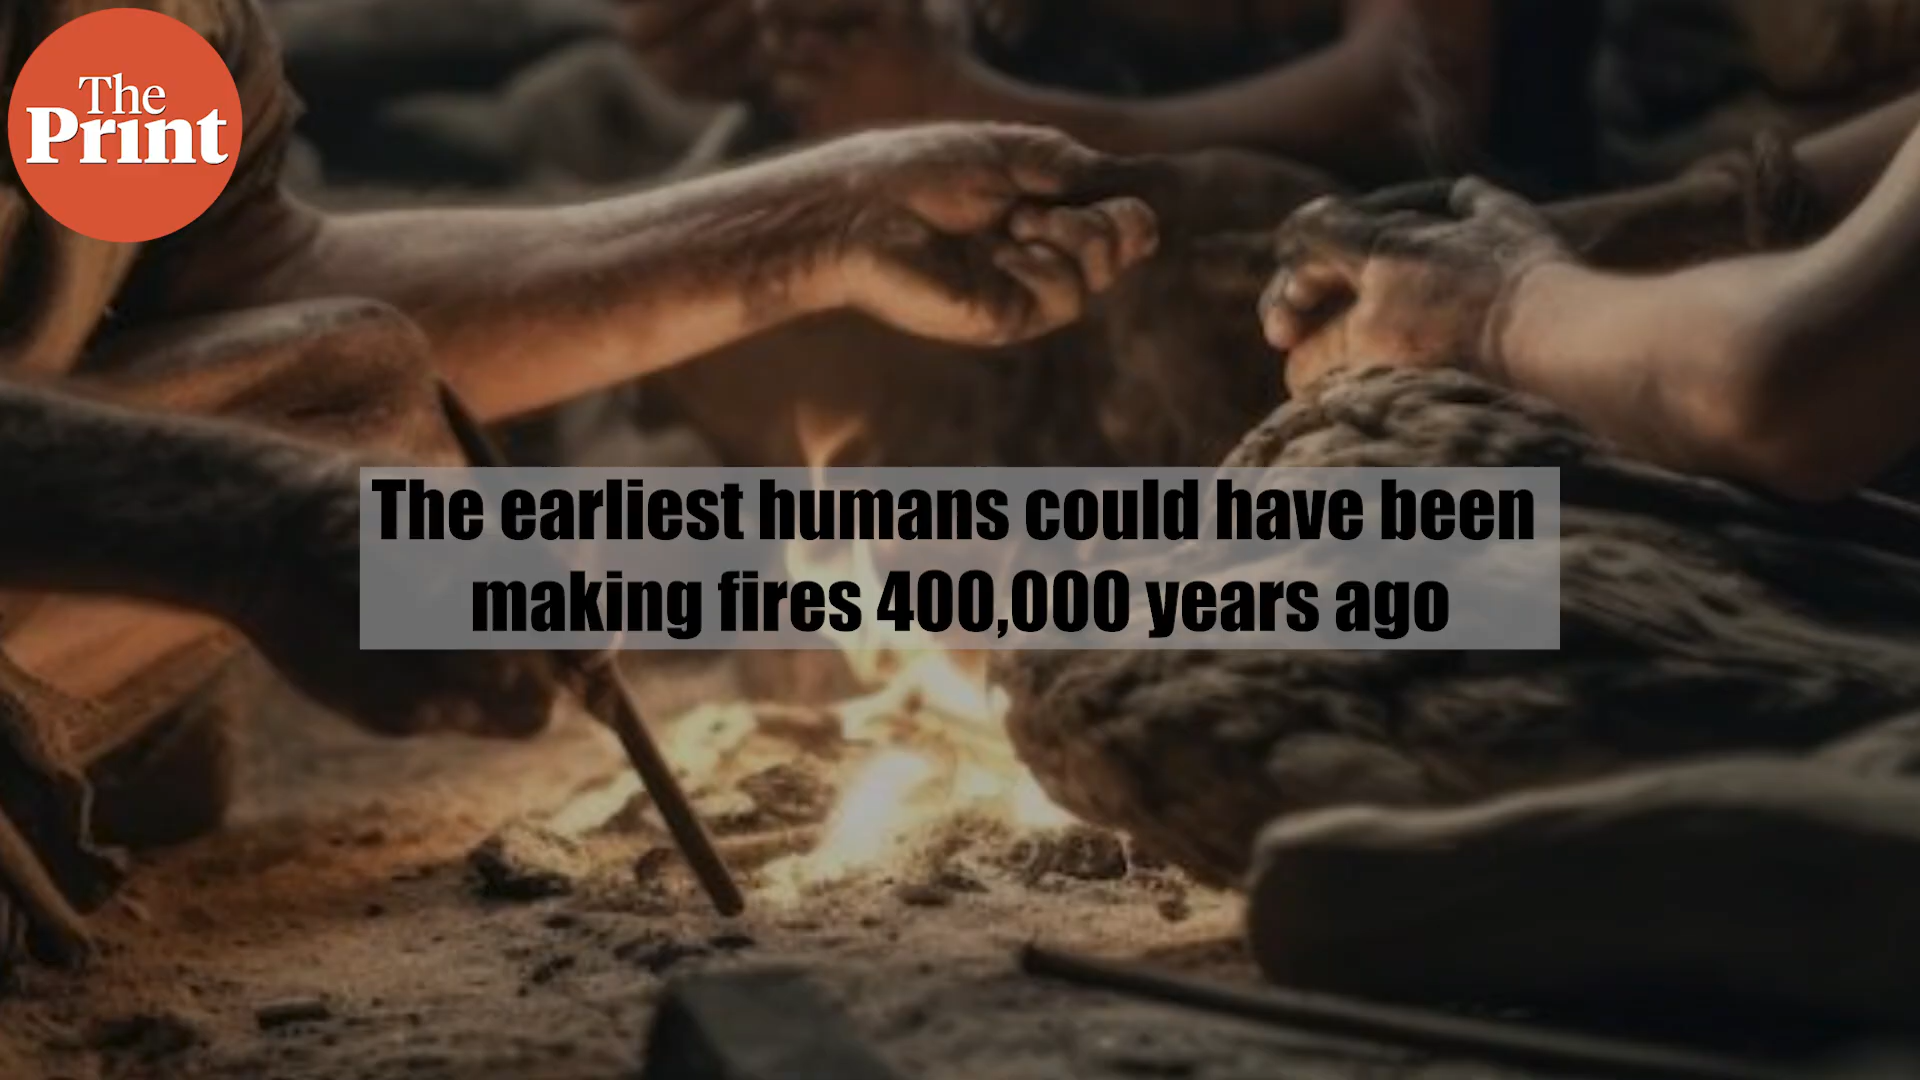 The
Print
The earliest humans could have been
making fires 400,000 years ago